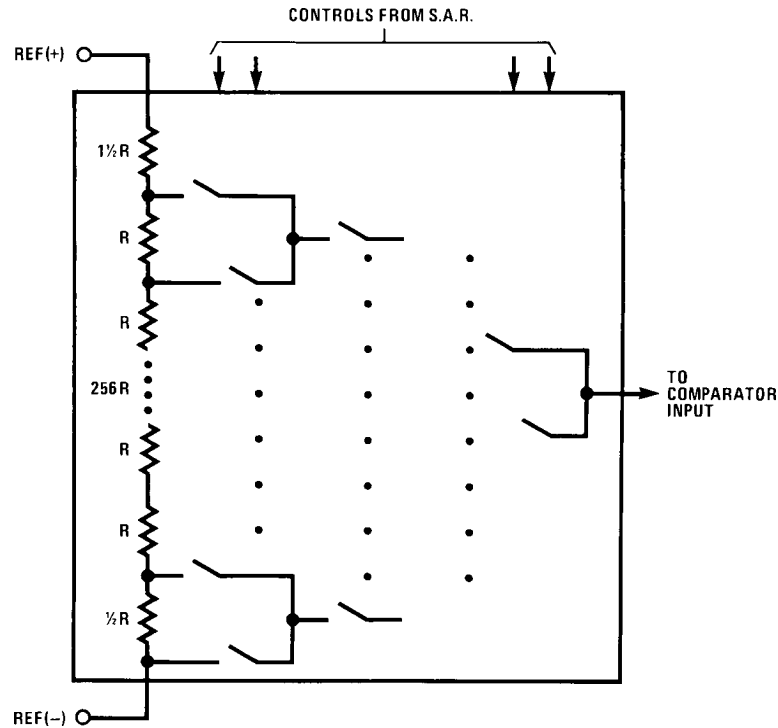 CONTROLS FROM S.A.R.
REF(+)
1½R
R
R
256R
R
R
½R
TO
COMPARATOR
INPUT
REF(−)